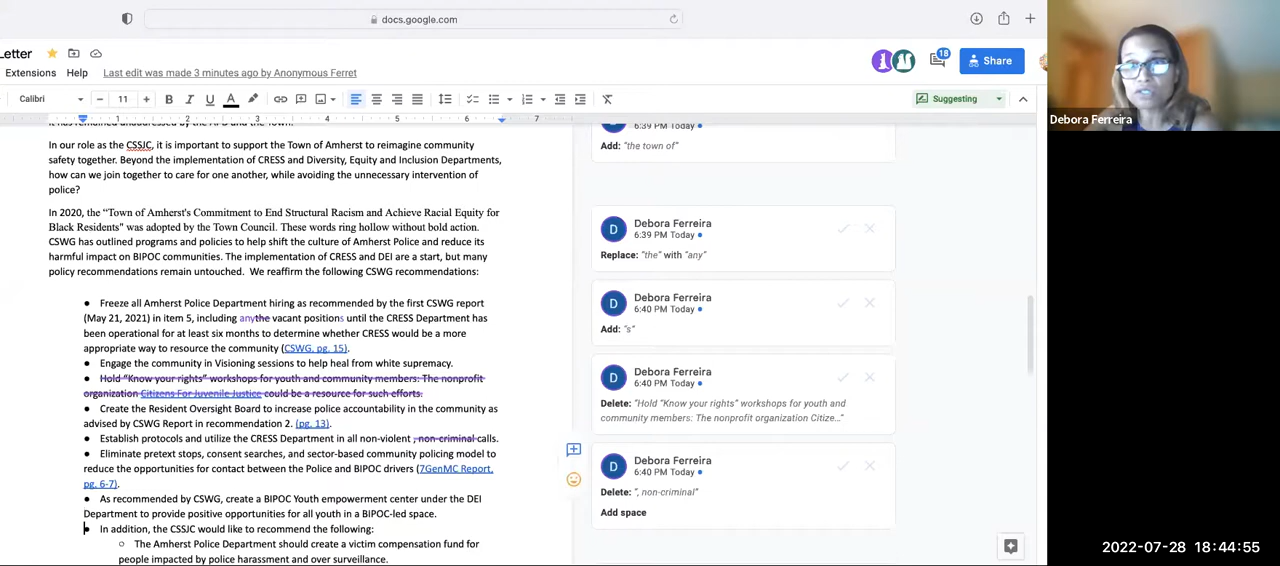 docs.google.com
Letter
Extensions Help Last edit was made 3 minutes ago by Anonymous Ferret
18
Share
Debora Ferreira
Calibri
11
B I U A
Suggesting
1 2 3 4 5 6 7
It has remained unaddressed by the APD and the Town.
In our role as the CSSJC, it is important to support the Town of Amherst to reimagine community
safety together. Beyond the implementation of CRESS and Diversity, Equity and Inclusion Departments,
how can we join together to care for one another, while avoiding the unnecessary intervention of
police?
In 2020, the “Town of Amherst's Commitment to End Structural Racism and Achieve Racial Equity for
Black Residents" was adopted by the Town Council. These words ring hollow without bold action.
CSWG has outlined programs and policies to help shift the culture of Amherst Police and reduce its
harmful impact on BIPOC communities. The implementation of CRESS and DEI are a start, but many
policy recommendations remain untouched. We reaffirm the following CSWG recommendations:
● Freeze all Amherst Police Department hiring as recommended by the first CSWG report
(May 21, 2021) in item 5, including anythe vacant positions until the CRESS Department has
been operational for at least six months to determine whether CRESS would be a more
appropriate way to resource the community (CSWG, pg. 15).
● Engage the community in Visioning sessions to help heal from white supremacy.
● Hold “Know your rights” workshops for youth and community members: The nonprofit
organization Citizens For Juvenile Justice could be a resource for such efforts.
● Create the Resident Oversight Board to increase police accountability in the community as
advised by CSWG Report in recommendation 2. (pg. 13).
● Establish protocols and utilize the CRESS Department in all non-violent , non-criminal calls.
● Eliminate pretext stops, consent searches, and sector-based community policing model to
reduce the opportunities for contact between the Police and BIPOC drivers (7GenMC Report,
pg. 6-7).
● As recommended by CSWG, create a BIPOC Youth empowerment center under the DEI
Department to provide positive opportunities for all youth in a BIPOC-led space.
● In addition, the CSSJC would like to recommend the following:
○ The Amherst Police Department should create a victim compensation fund for
people impacted by police harassment and over surveillance.
6:39 PM Today
Add: “the town of”
D
Debora Ferreira
6:39 PM Today
Replace: “the” with “any”
D
Debora Ferreira
6:40 PM Today
Add: “s”
D
Debora Ferreira
6:40 PM Today
Delete: “Hold “Know your rights” workshops for youth and
community members: The nonprofit organization Citize…”
D
Debora Ferreira
6:40 PM Today
Delete: “, non-criminal”
Add space
2022-07-28 18:44:55